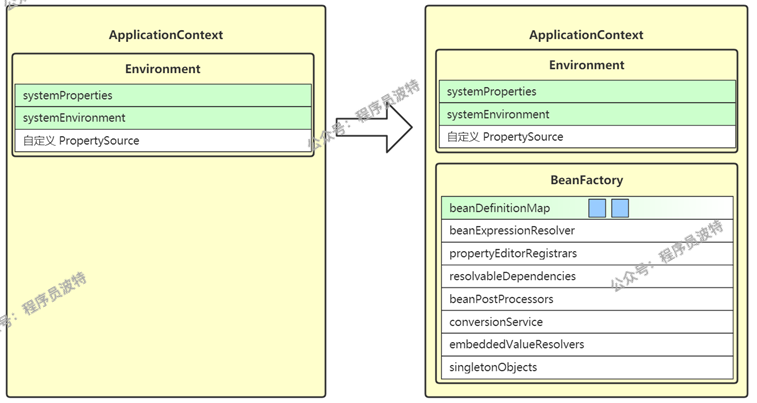 ApplicationContext
Environment
systemProperties
systemEnvironment
自定义 PropertySource
ApplicationContext
Environment
systemProperties
systemEnvironment
自定义 PropertySource
BeanFactory
beanDefinitionMap
beanExpressionResolver
propertyEditorRegistrars
resolvableDependencies
beanPostProcessors
conversionService
embeddedValueResolvers
singletonObjects
公众号：程序员波特
公众号：程序员波特
号：程序员波特